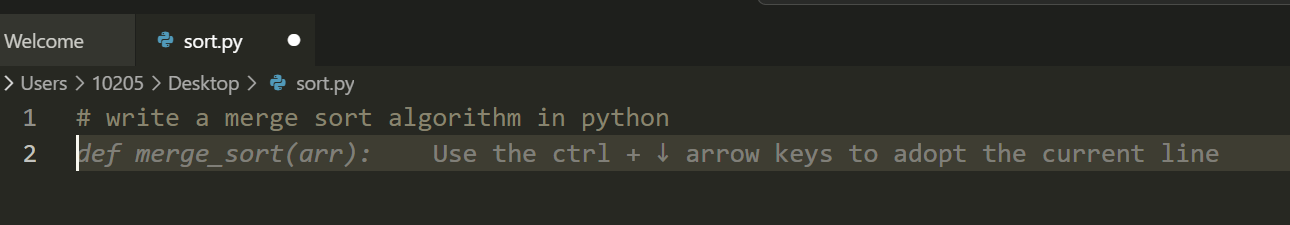 Welcome sort.py
> Users > 10205 > Desktop > sort.py
1 # write a merge sort algorithm in python
2 def merge_sort(arr): Use the ctrl + ↓ arrow keys to adopt the current line